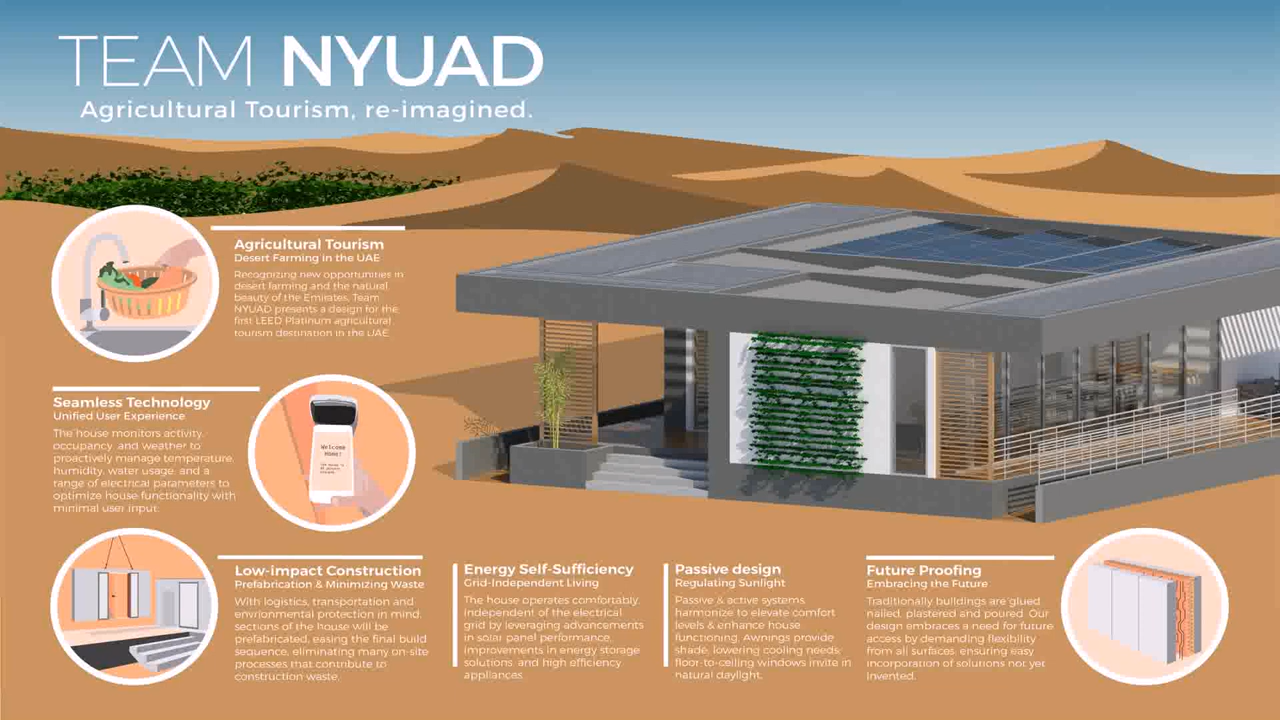 TEAM NYUAD
Agricultural Tourism, re-imagined.
Agricultural Tourism
Desert Farming in the UAE
Recognizing new opportunities in
desert farming and the natural
beauty of the Emirates, Team
NYUAD presents a design for the
first LEED Platinum agricultural
tourism destination in the UAE.
Seamless Technology
Unified User Experience
The house monitors activity,
occupancy, and weather to
proactively manage temperature,
humidity, water usage, and a
range of electrical parameters to
optimize house functionality with
minimal user input.
Welcome
HOME!
Low-impact Construction
Prefabrication & Minimizing Waste
With logistics, transportation and
environmental protection in mind,
sections of the house will be
prefabricated, easing the final build
sequence, eliminating many on-site
processes that contribute to
construction waste.
Energy Self-Sufficiency
Grid-Independent Living
The house operates comfortably,
independent of the electrical
grid by leveraging advancements
in solar panel performance,
improvements in energy storage
solutions, and high efficiency
appliances.
Passive design
Regulating Sunlight
Passive & active systems
harmonize to elevate comfort
levels & enhance house
functioning. Awnings provide
shade, lowering cooling needs;
floor-to-ceiling windows invite in
natural daylight.
Future Proofing
Embracing the Future
Traditionally buildings are glued,
nailed, plastered and poured. Our
design embraces a need for future
access by demanding flexibility
from all surfaces, ensuring easy
incorporation of solutions not yet
invented.